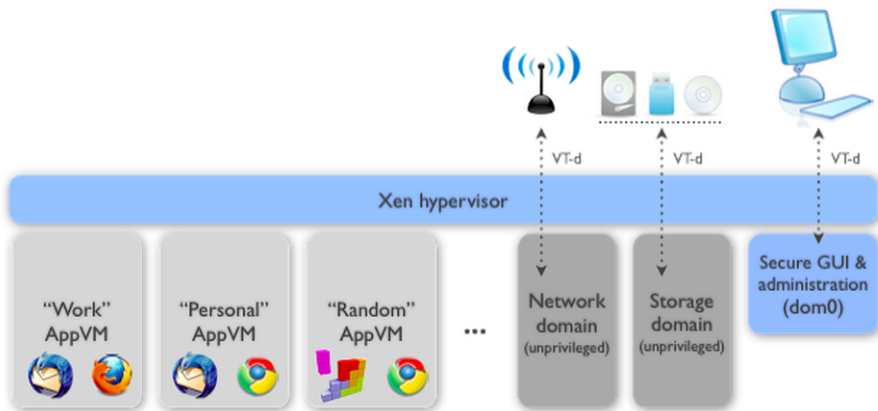 VT-d
VT-d
VT-d
Xen hypervisor
“Work”
AppVM
“Personal”
AppVM
“Random”
AppVM
...
Network
domain
(unprivileged)
Storage
domain
(unprivileged)
Secure GUI &
administration
(dom0)